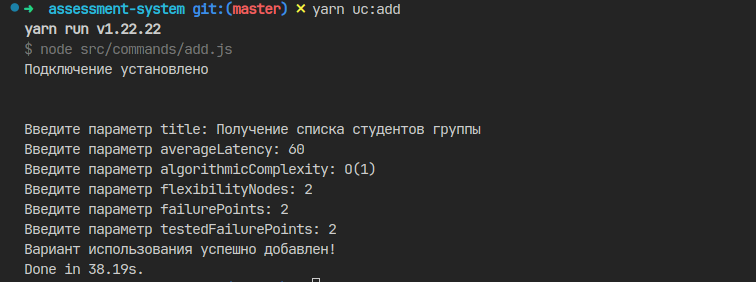 → assessment-system git:(master) × yarn uc:add
yarn run v1.22.22
$ node src/commands/add.js
Подключение установлено
Введите параметр title: Получение списка студентов группы
Введите параметр averageLatency: 60
Введите параметр algorithmicComplexity: O(1)
Введите параметр flexibilityNodes: 2
Введите параметр failurePoints: 2
Введите параметр testedFailurePoints: 2
Вариант использования успешно добавлен!
Done in 38.19s.